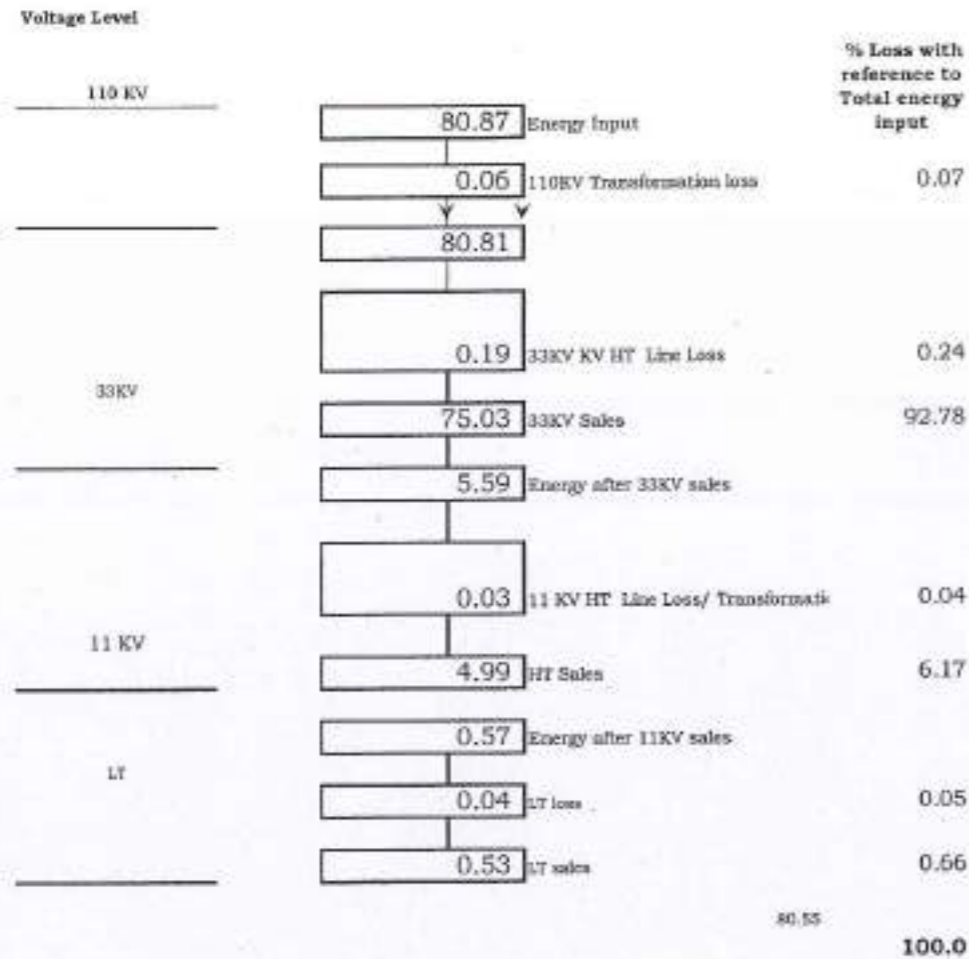 Voltage Level
% Loss with
reference to
Total energy
input
110 KV
80.87 Energy Input
0.06 110KV Transformation loss 0.07
80.81
0.19 33KV KV HT Line Loss 0.24
33KV
75.03 33KV Sales 92.78
5.59 Energy after 33KV sales
0.03 11 KV HT Line Loss/ Transformatic 0.04
11 KV
4.99 HT Sales 6.17
0.57 Energy after 11KV sales
LT
0.04 LT loss 0.05
0.53 LT sales 0.66
80.55
100.0